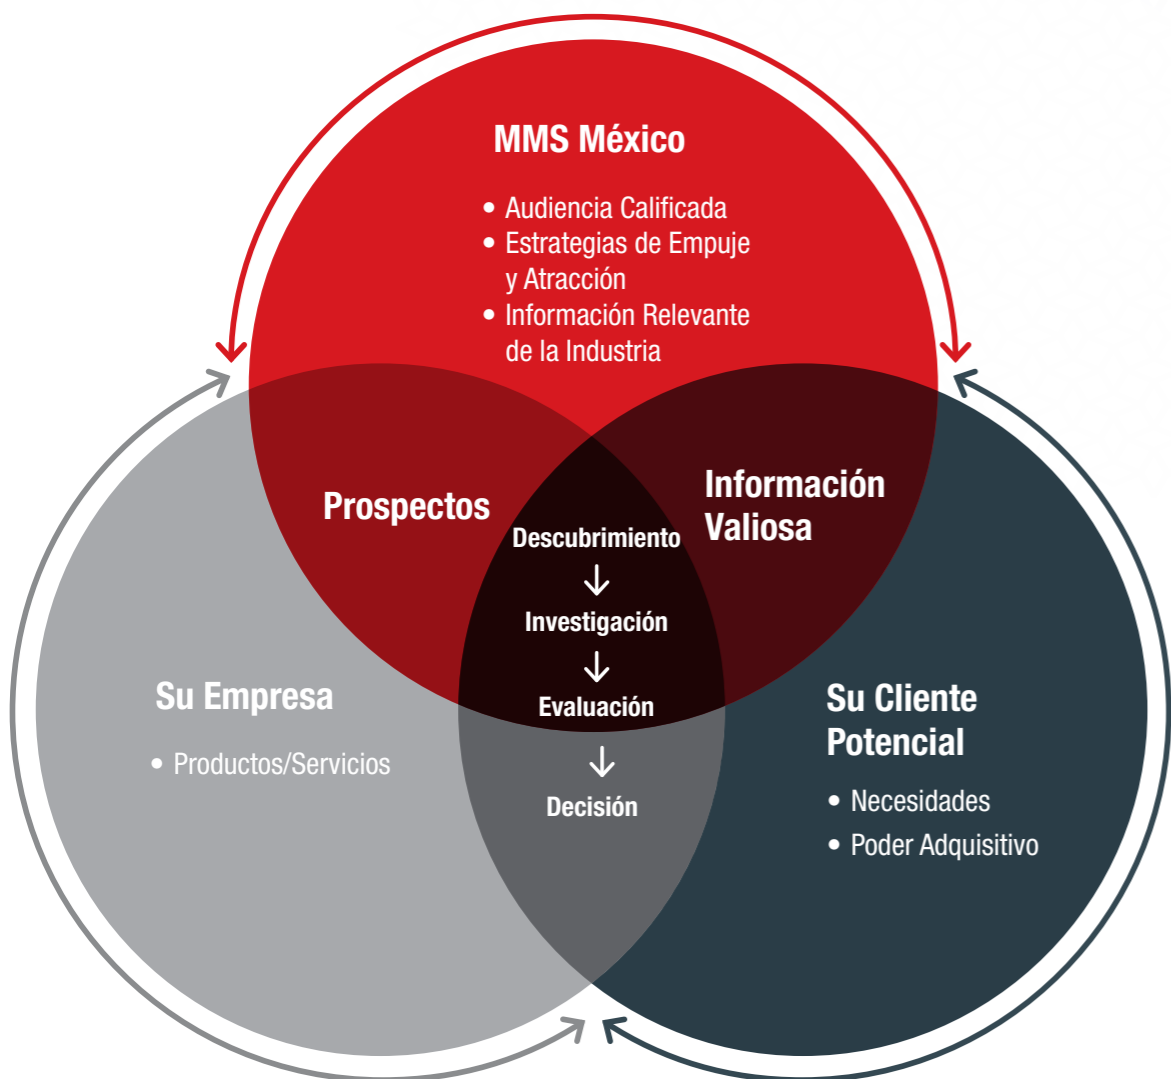 MMS México
• Audiencia Calificada
• Estrategias de Empuje
y Atracción
• Información Relevante
de la Industria
Prospectos
Información
Valiosa
Descubrimiento
↓
Investigación
↓
Evaluación
↓
Decisión
Su Empresa
• Productos/Servicios
Su Cliente
Potencial
• Necesidades
• Poder Adquisitivo